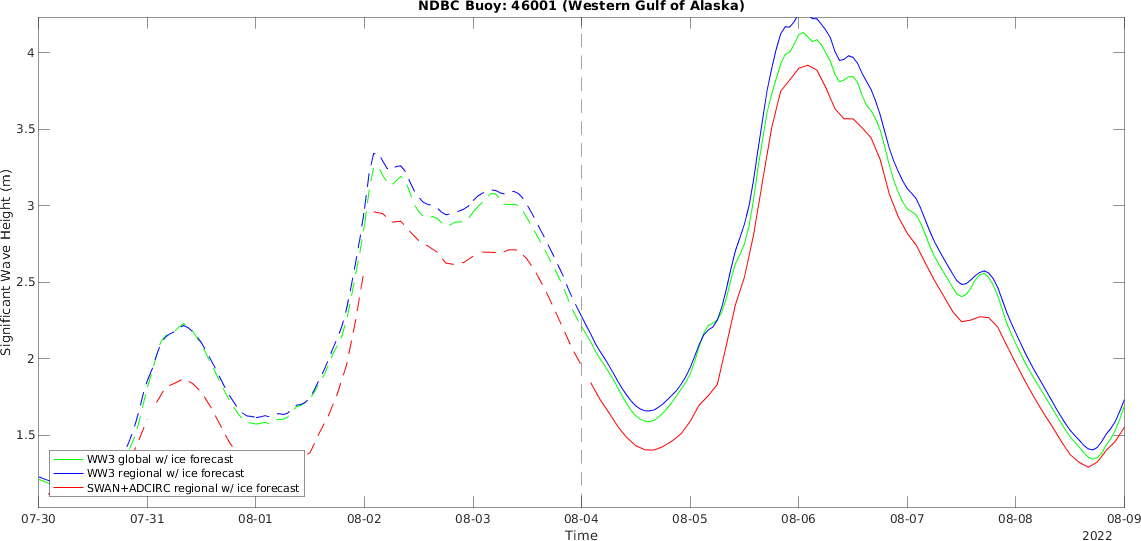 NDBC Buoy: 46001 (Western Gulf of Alaska)
Significant Wave Height (m)
4
3.5
3
2.5
2
1.5
WW3 global w/ ice forecast
WW3 regional w/ ice forecast
SWAN+ADCIRC regional w/ ice forecast
07-30 07-31 08-01 08-02 08-03 08-04 08-05 08-06 08-07 08-08 08-09
Time
2022